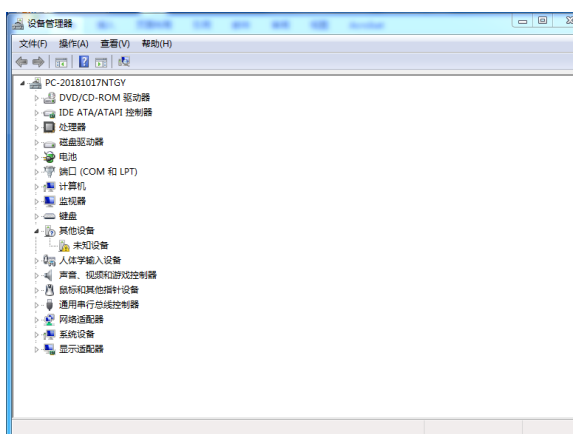 设备管理器
文件(F) 操作(A) 查看(V) 帮助(H)
PC-20181017NTGY
DVD/CD-ROM 驱动器
IDE ATA/ATAPI 控制器
处理器
磁盘驱动器
电池
端口 (COM 和 LPT)
计算机
监视器
键盘
其他设备
未知设备
人体学输入设备
声音、视频和游戏控制器
鼠标和其他指针设备
通用串行总线控制器
网络适配器
系统设备
显示适配器